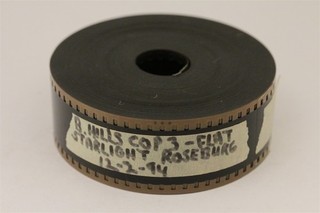 B. HILLS COP 3 - FLAT
STARLIGHT ROSEBURG
12-2-94